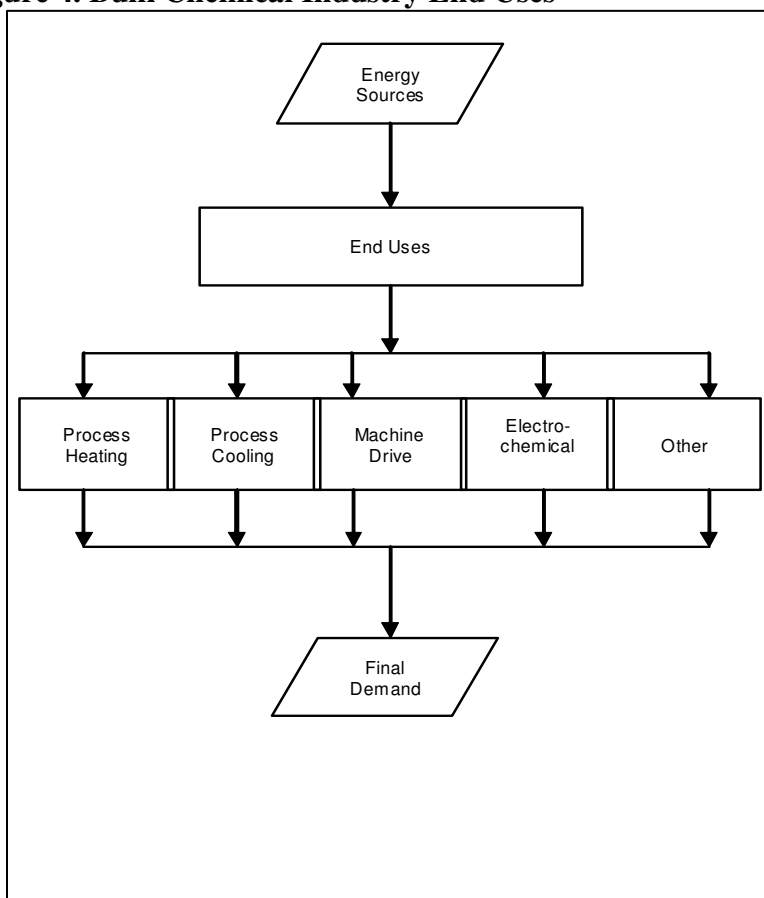 gure 4. Bulk Chemical Industry End Uses
Energy
Sources
End Uses
Process
Heating
Process
Cooling
Machine
Drive
Electro-
chemical
Other
Final
Demand